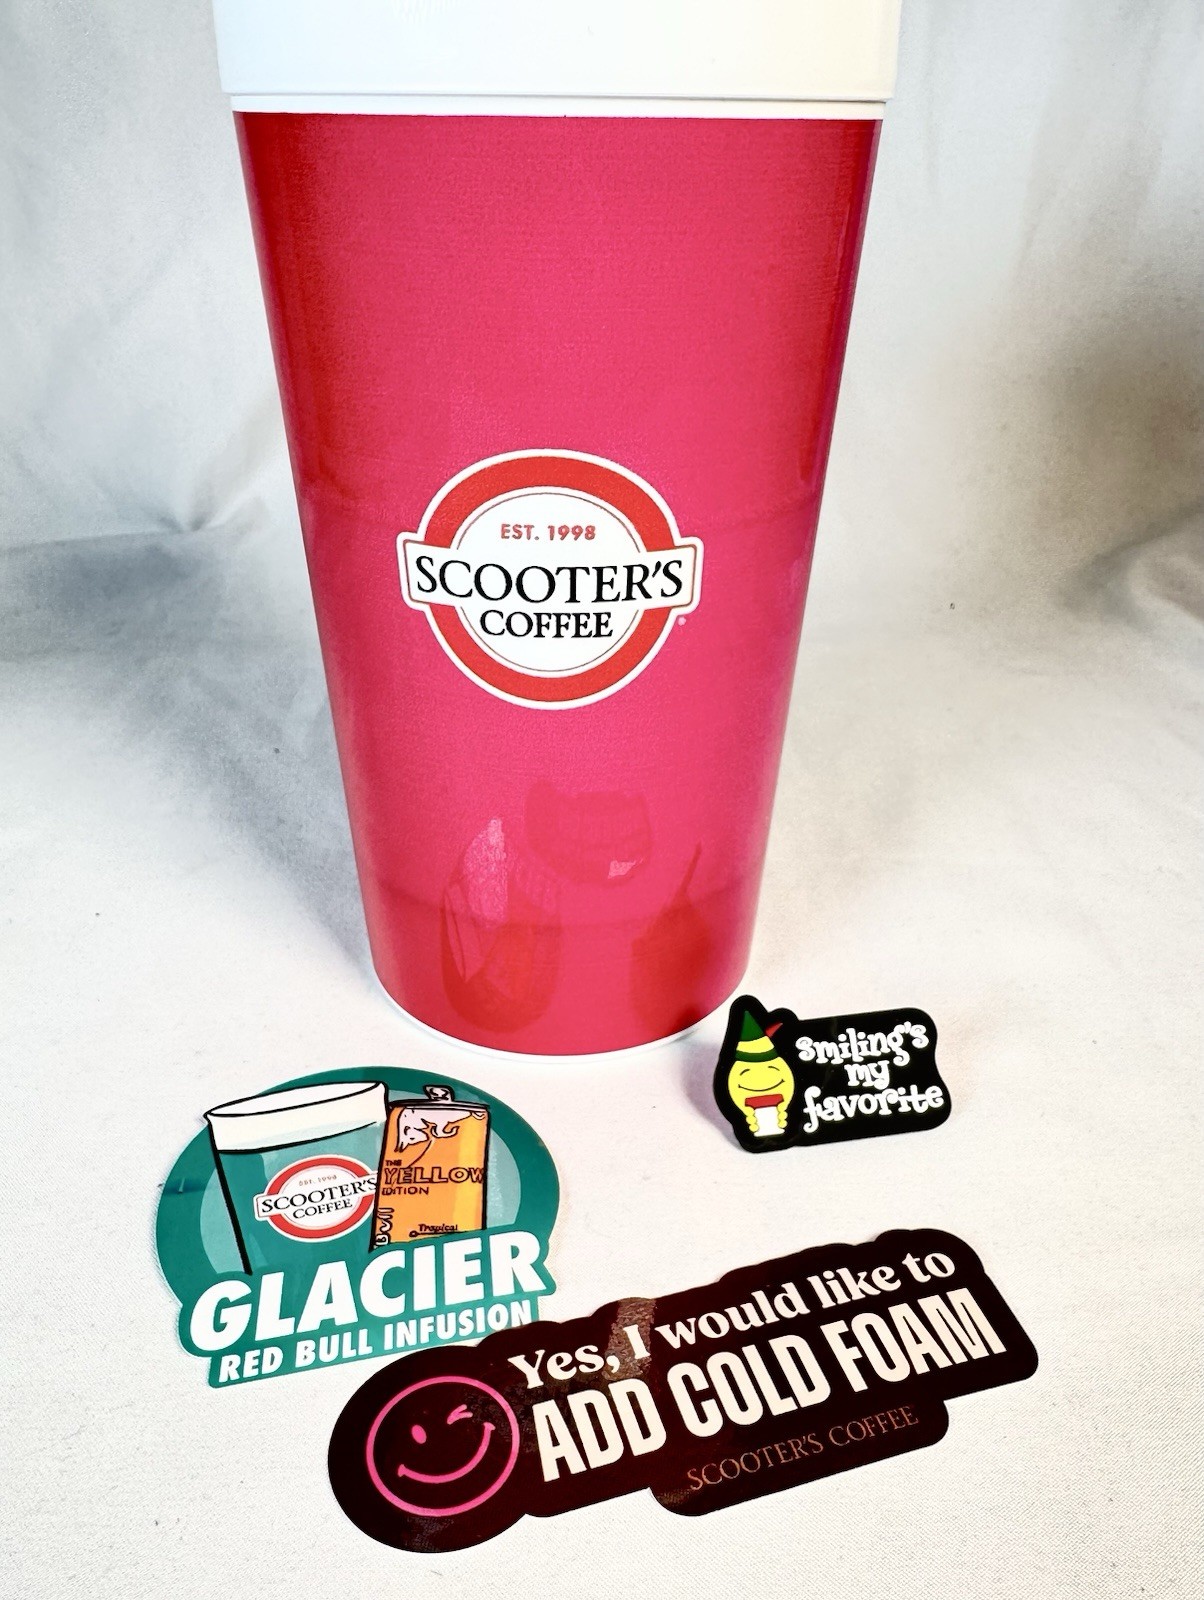 EST. 1998
SCOOTER'S
COFFEE
smiling's
my
favorite
EST. 1998
SCOOTER'S
COFFEE
THE
YELLOW
EDITION
Bull
Tropical
GLACIER
RED BULL INFUSION
Yes, I would like to
ADD COLD FOAM
SCOOTER'S COFFEE